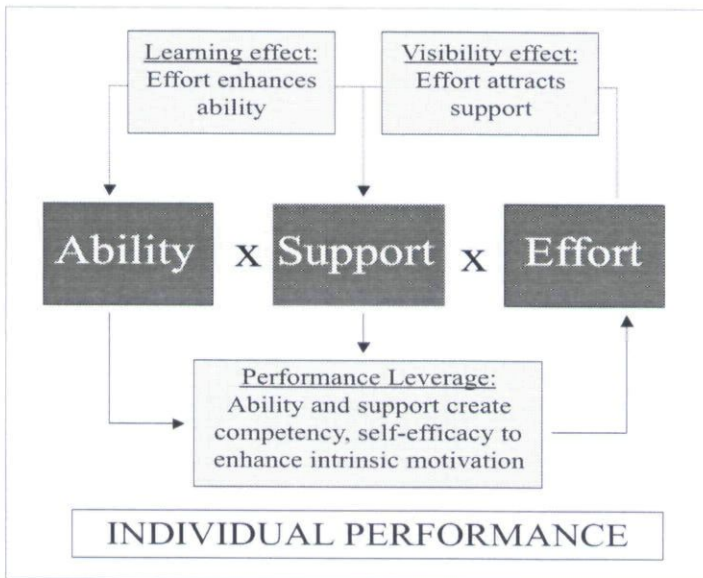 Learning effect:
Effort enhances
ability
Visibility effect:
Effort attracts
support
Ability x Support x Effort
Performance Leverage:
Ability and support create
competency, self-efficacy to
enhance intrinsic motivation
INDIVIDUAL PERFORMANCE